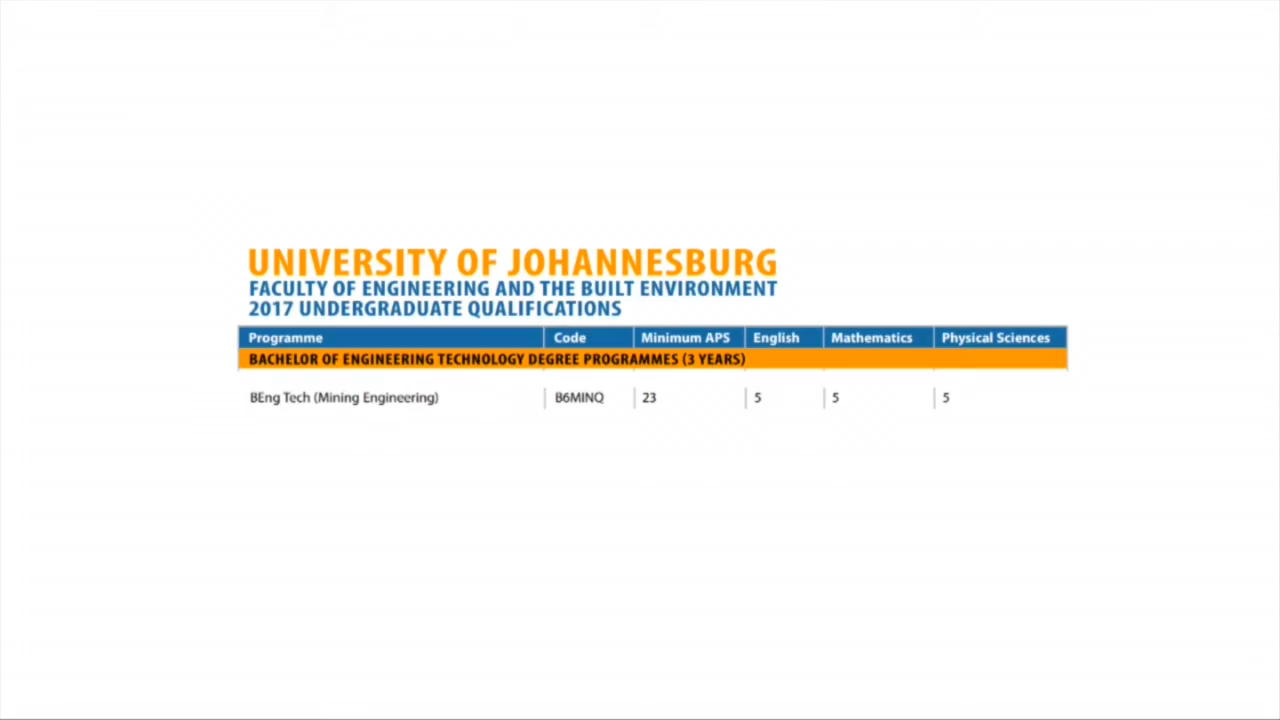 UNIVERSITY OF JOHANNESBURG
FACULTY OF ENGINEERING AND THE BUILT ENVIRONMENT
2017 UNDERGRADUATE QUALIFICATIONS
Programme Code Minimum APS English Mathematics Physical Sciences
BACHELOR OF ENGINEERING TECHNOLOGY DEGREE PROGRAMMES (3 YEARS)
BEng Tech (Mining Engineering) B6MINQ 23 5 5 5